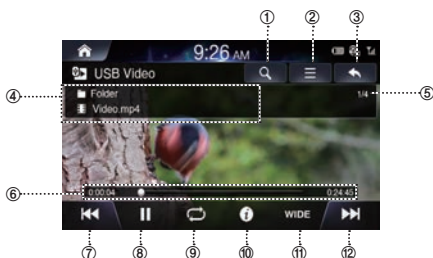 ① ② ③
9:26 AM
USB Video
④ Folder 1/4 ⑤
Video.mp4
⑥ 0:00:04 0:24:45
WIDE
⑦ ⑧ ⑨ ⑩ ⑪ ⑫